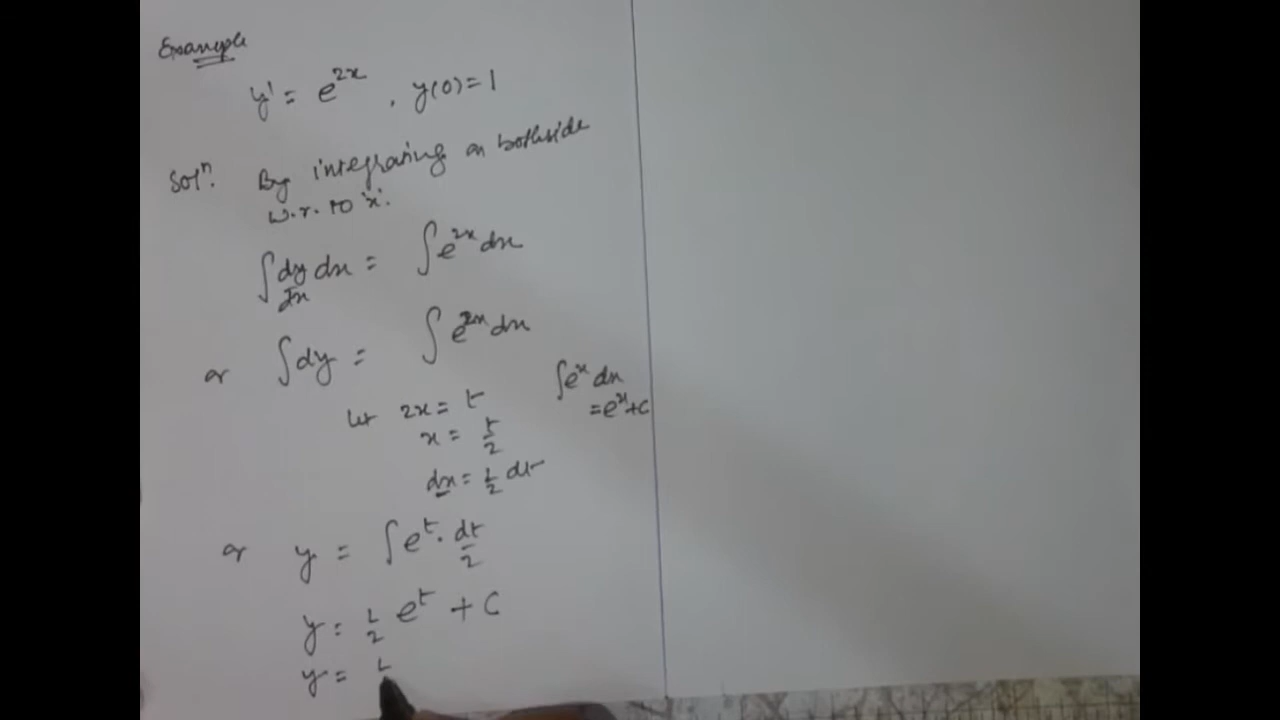 Example
y' = e^{2x} , y(0) = 1
Solⁿ. By integrating on bothside
w.r. to 'x'.
∫ dy/dx dx = ∫ e^{2x} dx
or ∫ dy = ∫ e^{2x} dx
let 2x = t
∫ e^x dx
x = t/2
= e^x + c
dx = 1/2 dt
or y = ∫ e^t . dt/2
y = 1/2 e^t + C
y = 1